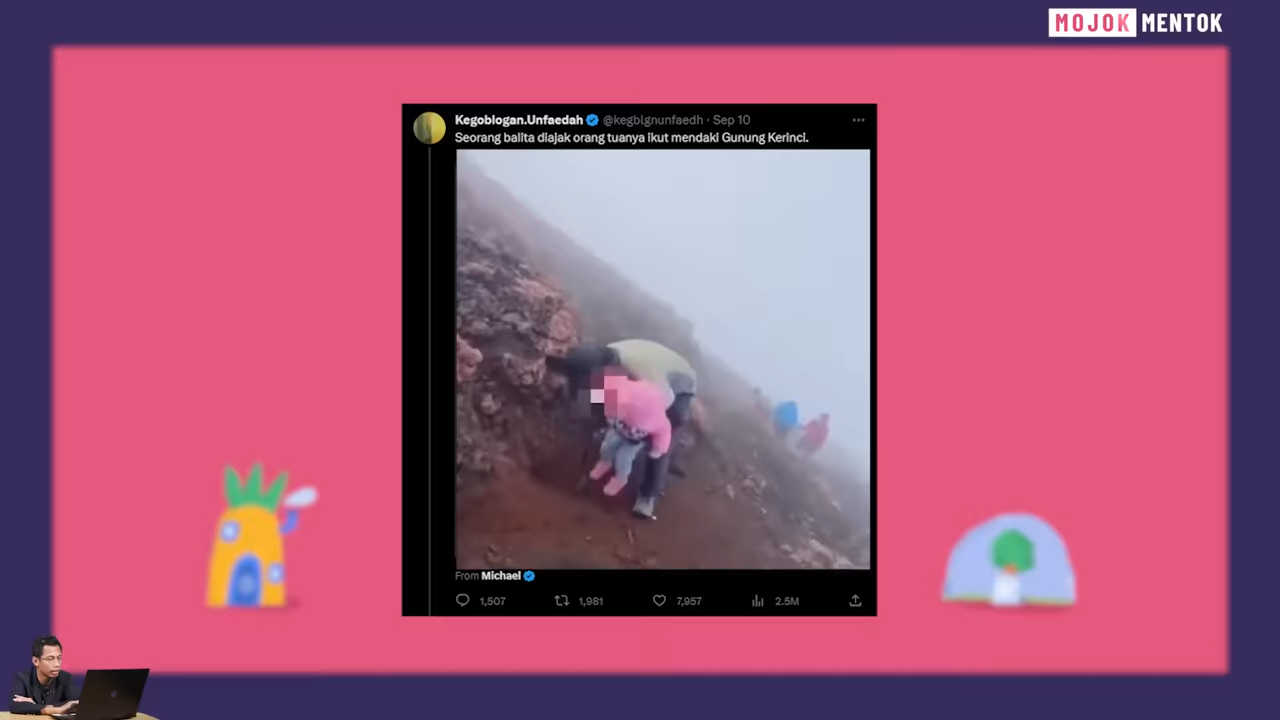 MOJOK MENTOK
Kegoblogan.Unfaedah @kegblgnunfaedh · Sep 10
Seorang balita diajak orang tuanya ikut mendaki Gunung Kerinci.
From Michael
1,507 1,981 7,957 2.5M